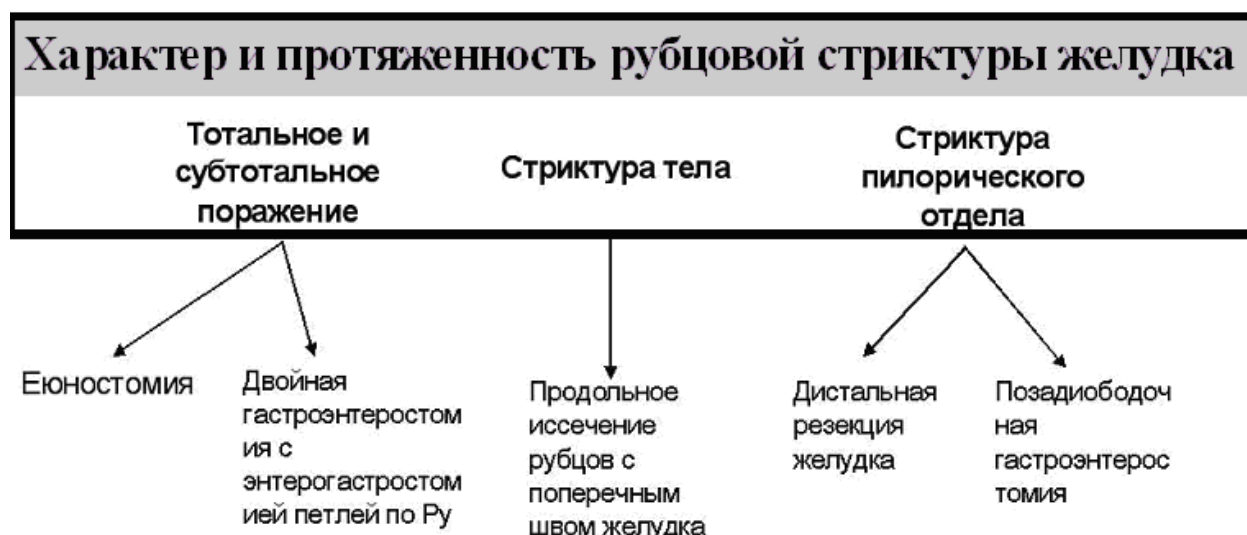 Характер и протяженность рубцовой стриктуры желудка
Тотальное и
субтотальное
поражение
Стриктура тела
Стриктура
пилорического
отдела
Еюностомия
Двойная
гастроэнтеростом
ия с
энтерогастростом
ией петлей по Ру
Продольное
иссечение
рубцов с
поперечным
швом желудка
Дистальная
резекция
желудка
Позадиободоч
ная
гастроэнтерос
томия